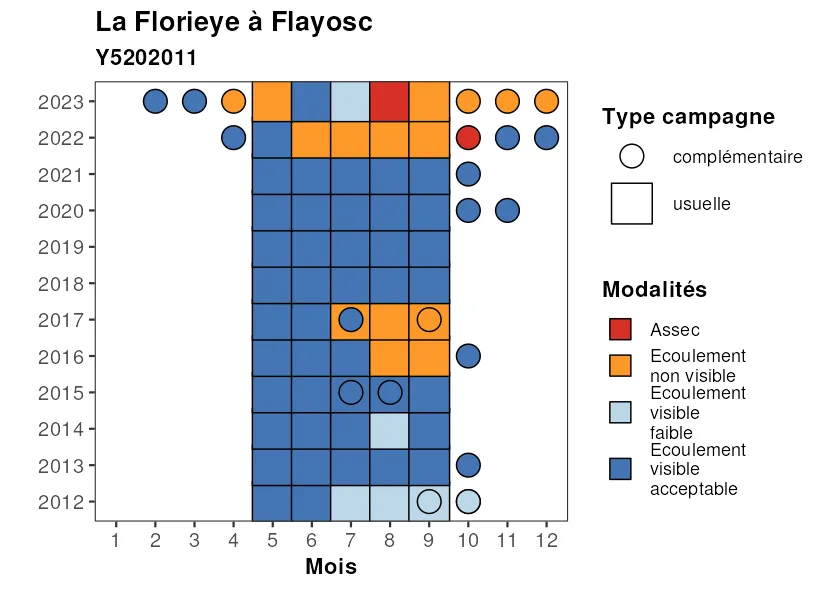 La Florieye à Flayosc
Y5202011
2023
2022
2021
2020
2019
2018
2017
2016
2015
2014
2013
2012
1 2 3 4 5 6 7 8 9 10 11 12
Mois
Type campagne
complémentaire
usuelle
Modalités
Assec
Ecoulement
non visible
Ecoulement
visible
faible
Ecoulement
visible
acceptable